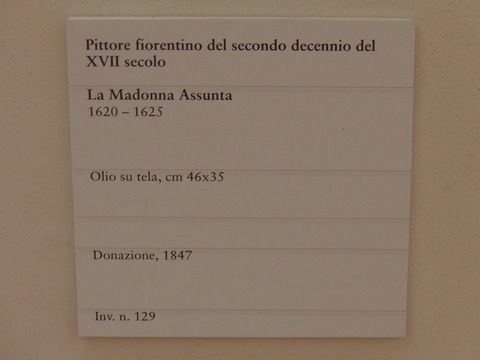 Pittore fiorentino del secondo decennio del
XVII secolo
La Madonna Assunta
1620 – 1625
Olio su tela, cm 46x35
Donazione, 1847
Inv. n. 129